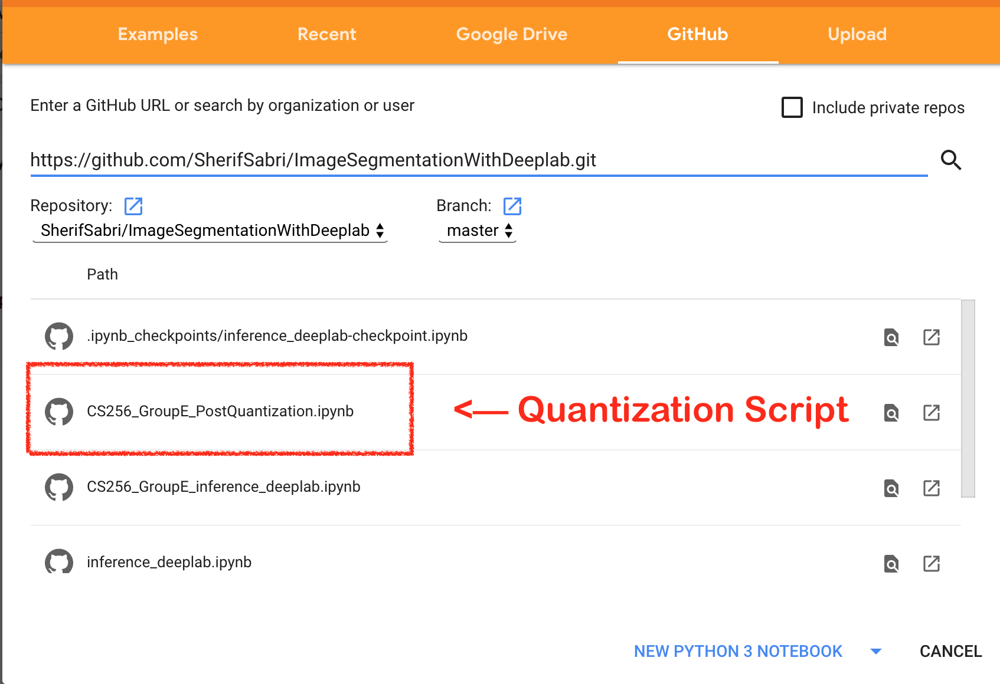 Examples Recent Google Drive GitHub Upload
Enter a GitHub URL or search by organization or user
Include private repos
https://github.com/SherifSabri/ImageSegmentationWithDeeplab.git
Repository: Branch:
SherifSabri/ImageSegmentationWithDeeplab master
Path
.ipynb_checkpoints/inference_deeplab-checkpoint.ipynb
CS256_GroupE_PostQuantization.ipynb
<— Quantization Script
CS256_GroupE_inference_deeplab.ipynb
inference_deeplab.ipynb
NEW PYTHON 3 NOTEBOOK CANCEL